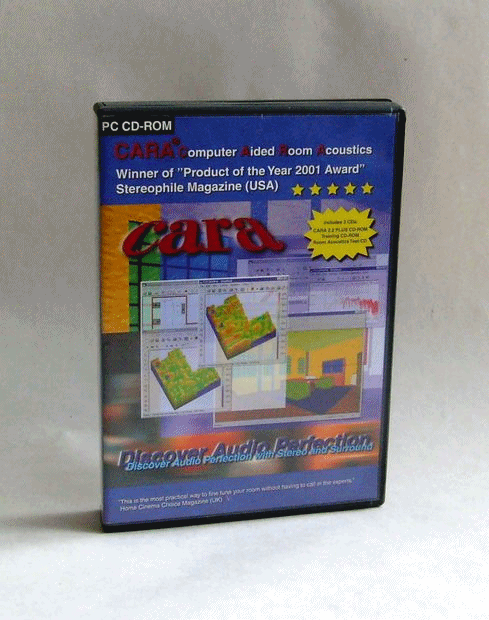 PC CD-ROM
CARA® Computer Aided Room Acoustics
Winner of "Product of the Year 2001 Award"
Stereophile Magazine (USA)
cara
includes 3 CDs:
CARA 2.2 PLUS CD-ROM
Training CD-ROM
Room Acoustics Test CD
Discover Audio Perfection
Discover Audio Perfection with Stereo and Surround
"This is the most practical way to fine tune your room without having to call in the experts."
Home Cinema Choice Magazine (UK)